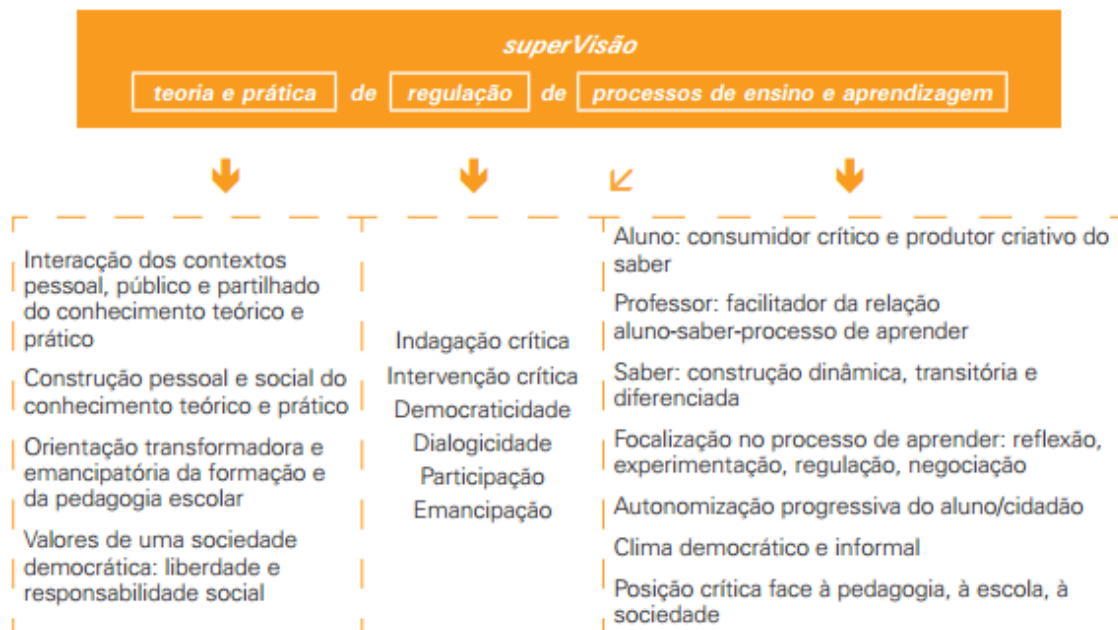 superVisão
teoria e prática de regulação de processos de ensino e aprendizagem
Interacção dos contextos
pessoal, público e partilhado
do conhecimento teórico e
prático
Construção pessoal e social do
conhecimento teórico e prático
Orientação transformadora e
emancipatória da formação e
da pedagogia escolar
Valores de uma sociedade
democrática: liberdade e
responsabilidade social
Indagação crítica
Intervenção crítica
Democraticidade
Dialogicidade
Participação
Emancipação
Aluno: consumidor crítico e produtor criativo do
saber
Professor: facilitador da relação
aluno-saber-processo de aprender
Saber: construção dinâmica, transitória e
diferenciada
Focalização no processo de aprender: reflexão,
experimentação, regulação, negociação
Autonomização progressiva do aluno/cidadão
Clima democrático e informal
Posição crítica face à pedagogia, à escola, à
sociedade